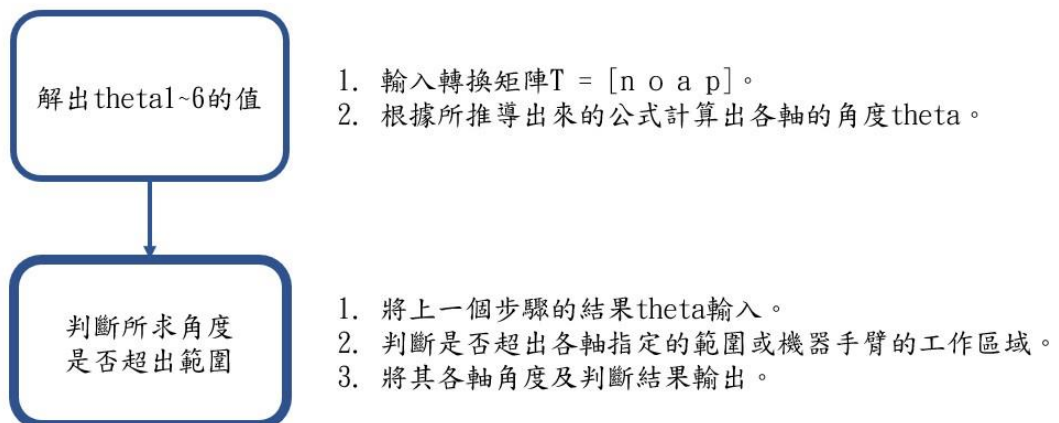 解出theta1~6的值
1. 輸入轉換矩陣T = [n o a p]。
2. 根據所推導出來的公式計算出各軸的角度theta。
判斷所求角度
是否超出範圍
1. 將上一個步驟的結果theta輸入。
2. 判斷是否超出各軸指定的範圍或機器手臂的工作區域。
3. 將其各軸角度及判斷結果輸出。